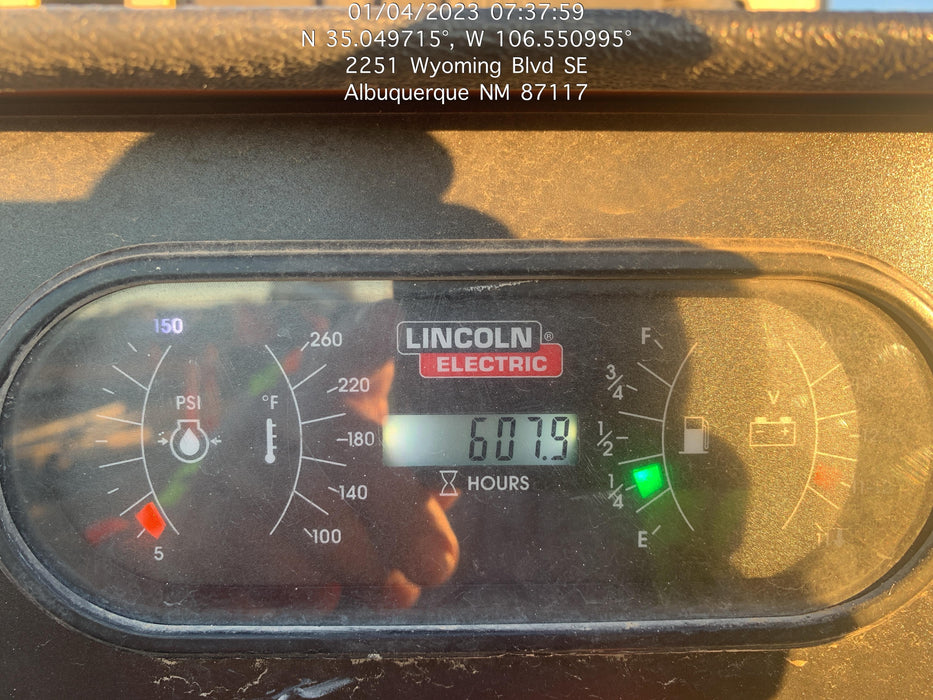 01/04/2023 07:37:59
N 35.049715°, W 106.550995°
2251 Wyoming Blvd SE
Albuquerque NM 87117
150
PSI
5
°F
260
220
180
140
100
LINCOLN®
ELECTRIC
607.9
HOURS
F
3/4
1/2
1/4
E
V